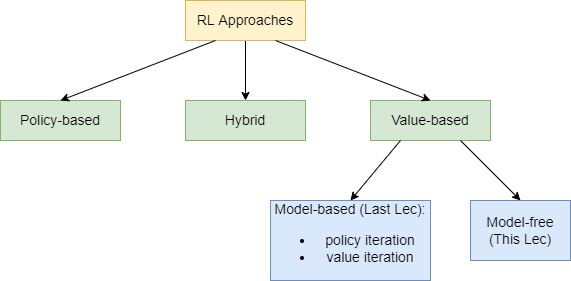 RL Approaches
Policy-based
Hybrid
Value-based
Model-based (Last Lec):
• policy iteration
• value iteration
Model-free
(This Lec)